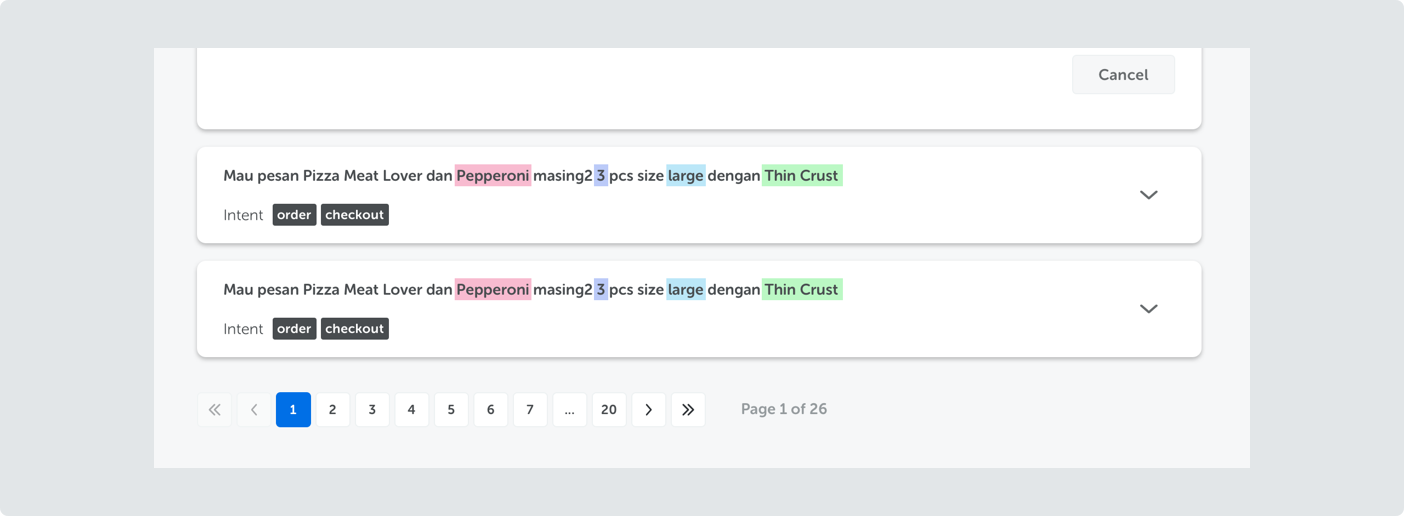 Cancel
Mau pesan Pizza Meat Lover dan Pepperoni masing2 3 pcs size large dengan Thin Crust
Intent order checkout
Mau pesan Pizza Meat Lover dan Pepperoni masing2 3 pcs size large dengan Thin Crust
Intent order checkout
1 2 3 4 5 6 7 ... 20 Page 1 of 26